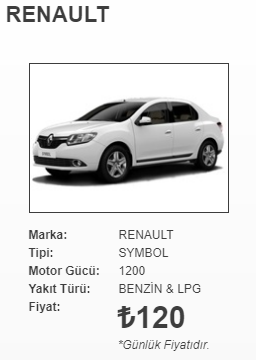 RENAULT
Marka: RENAULT
Tipi: SYMBOL
Motor Gücü: 1200
Yakıt Türü: BENZİN & LPG
Fiyat: ₺120
*Günlük Fiyatıdır.